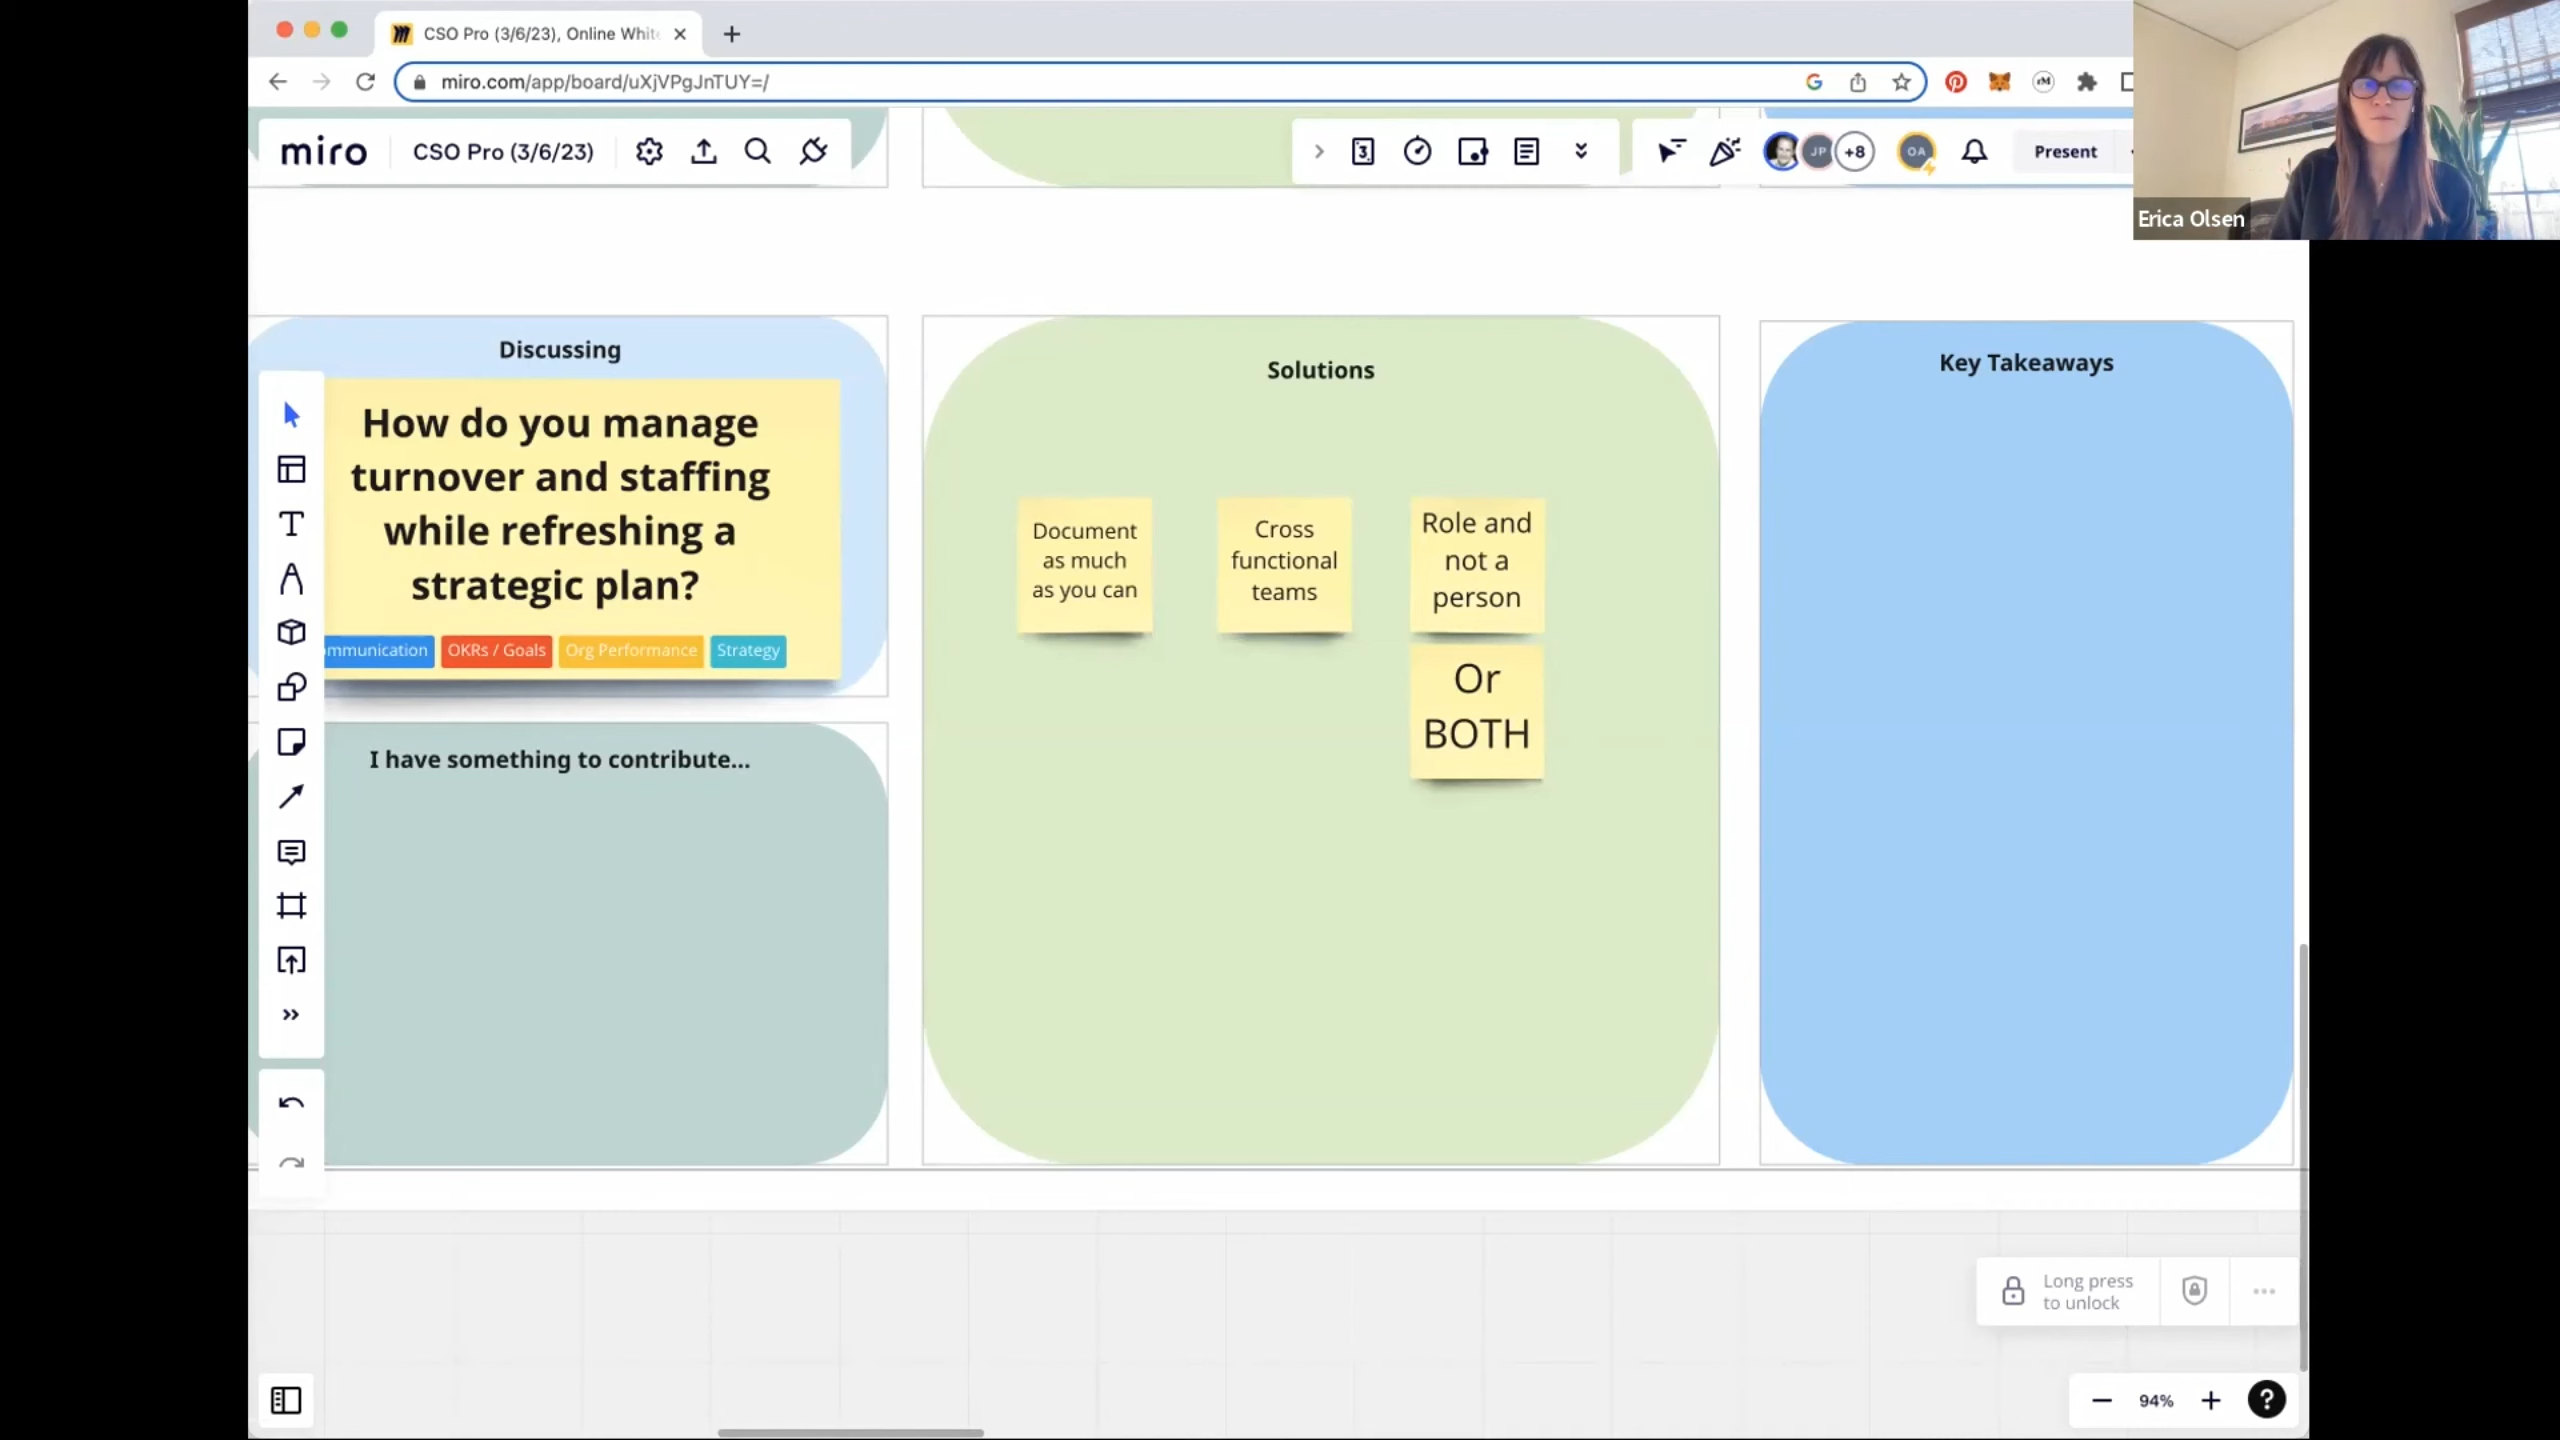 CSO Pro (3/6/23), Online White
miro.com/app/board/uXjVPgJnTUY=/
miro
CSO Pro (3/6/23)
3
JP
+8
OA
Present
Erica Olsen
Discussing
How do you manage
turnover and staffing
while refreshing a
strategic plan?
mmunication
OKRs / Goals
Org Performance
Strategy
I have something to contribute...
Solutions
Document
as much
as you can
Cross
functional
teams
Role and
not a
person
Or
BOTH
Key Takeaways
Long press
to unlock
94%
?